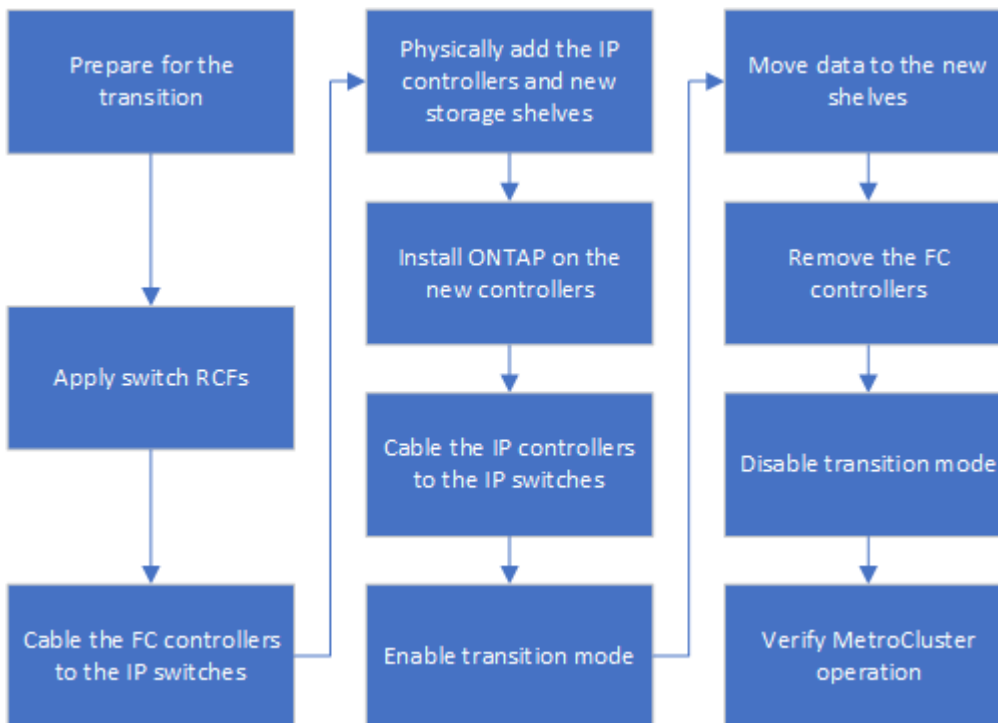 Prepare for the
transition
Apply switch RCFs
Cable the FC controllers
to the IP switches
Physically add the IP
controllers and new
storage shelves
Install ONTAP on the
new controllers
Cable the IP controllers
to the IP switches
Enable transition mode
Move data to the new
shelves
Remove the FC
controllers
Disable transition mode
Verify MetroCluster
operation